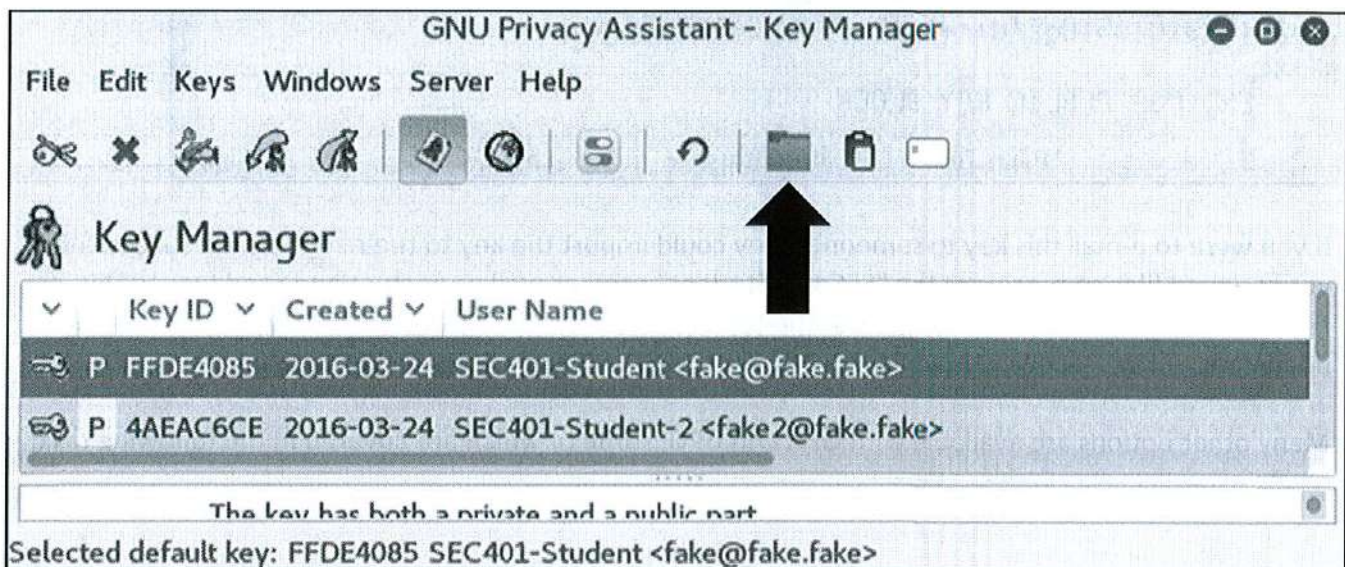 GNU Privacy Assistant - Key Manager
File Edit Keys Windows Server Help
Key Manager
Key ID Created User Name
P FFDE4085 2016-03-24 SEC401-Student <fake@fake.fake>
P 4AEAC6CE 2016-03-24 SEC401-Student-2 <fake2@fake.fake>
The key has both a private and a public part
Selected default key: FFDE4085 SEC401-Student <fake@fake.fake>